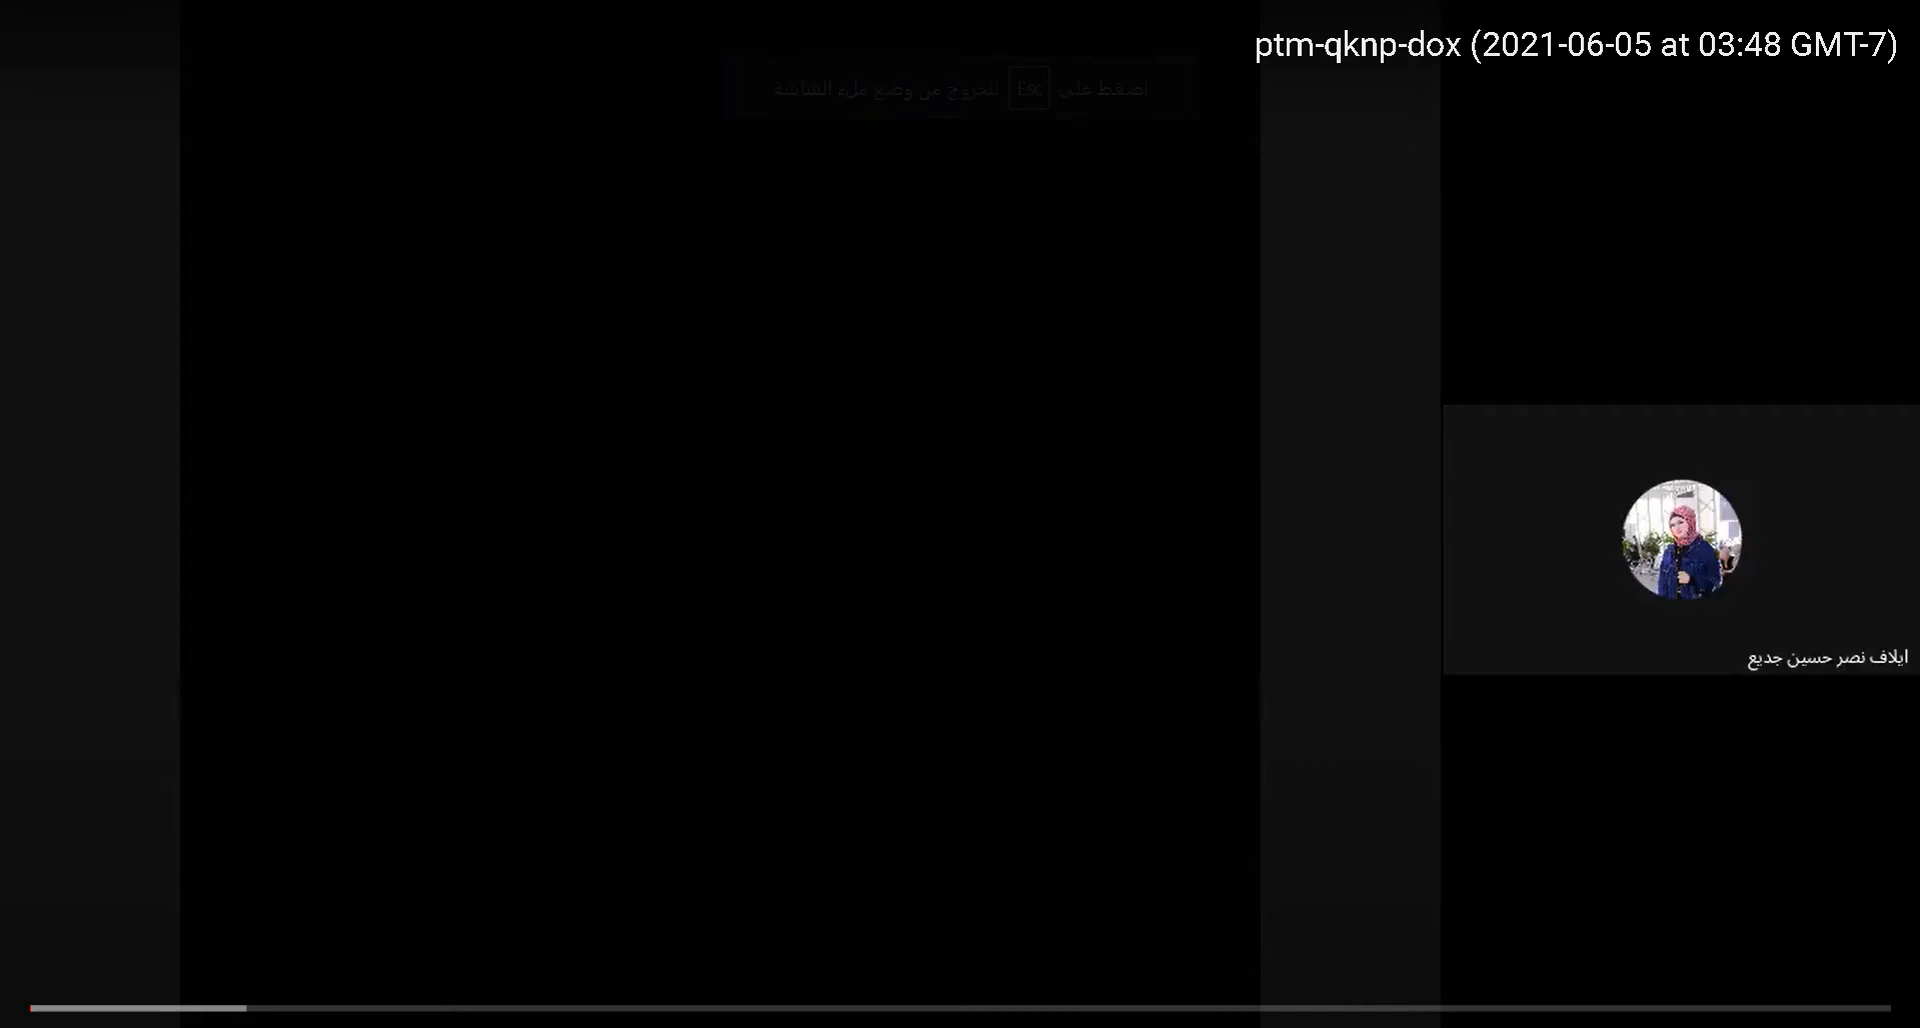 ptm-qknp-dox (2021-06-05 at 03:48 GMT-7)
اضغط على Esc للخروج من وضع ملء الشاشة
ايلاف نصر حسين جديع